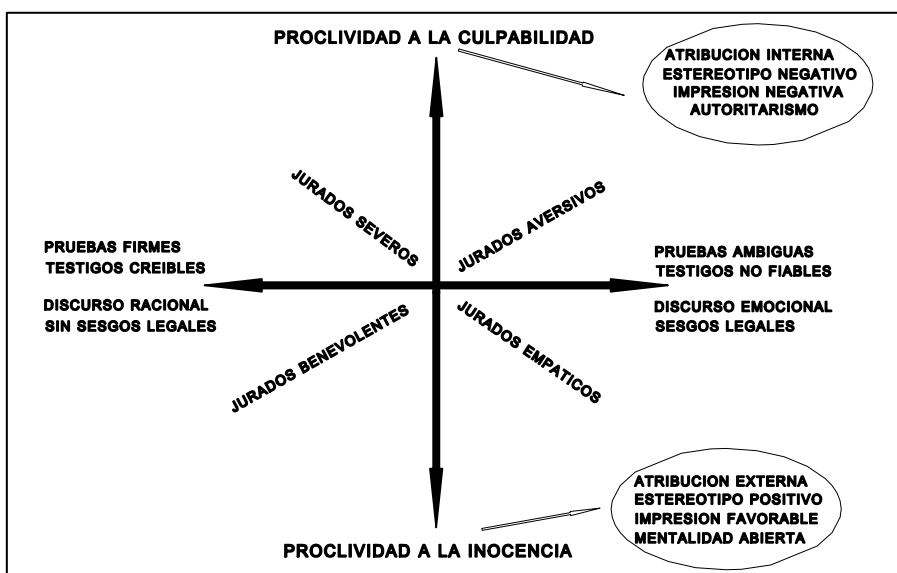 PROCLIVIDAD A LA CULPABILIDAD
ATRIBUCION INTERNA
ESTEREOTIPO NEGATIVO
IMPRESION NEGATIVA
AUTORITARISMO
JURADOS SEVEROS
JURADOS AVERSIVOS
PRUEBAS FIRMES
TESTIGOS CREIBLES
DISCURSO RACIONAL
SIN SESGOS LEGALES
PRUEBAS AMBIGUAS
TESTIGOS NO FIABLES
DISCURSO EMOCIONAL
SESGOS LEGALES
JURADOS BENEVOLENTES
JURADOS EMPATICOS
ATRIBUCION EXTERNA
ESTEREOTIPO POSITIVO
IMPRESION FAVORABLE
MENTALIDAD ABIERTA
PROCLIVIDAD A LA INOCENCIA